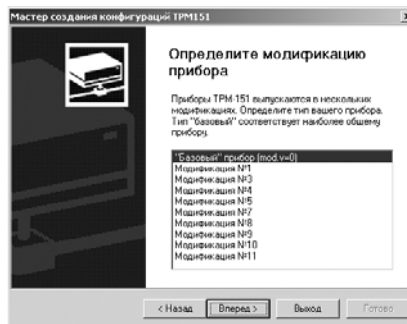 Мастер создания конфигураций ТРМ151
Определите модификацию
прибора
Приборы ТРМ-151 выпускаются в нескольких
модификациях. Определите тип вашего прибора.
Тип "базовый" соответствует наиболее общему
прибору.
"Базовый" прибор (mod.v=0)
Модификация №1
Модификация №3
Модификация №4
Модификация №5
Модификация №7
Модификация №8
Модификация №9
Модификация №10
Модификация №11
< Назад
Вперед >
Выход
Готово